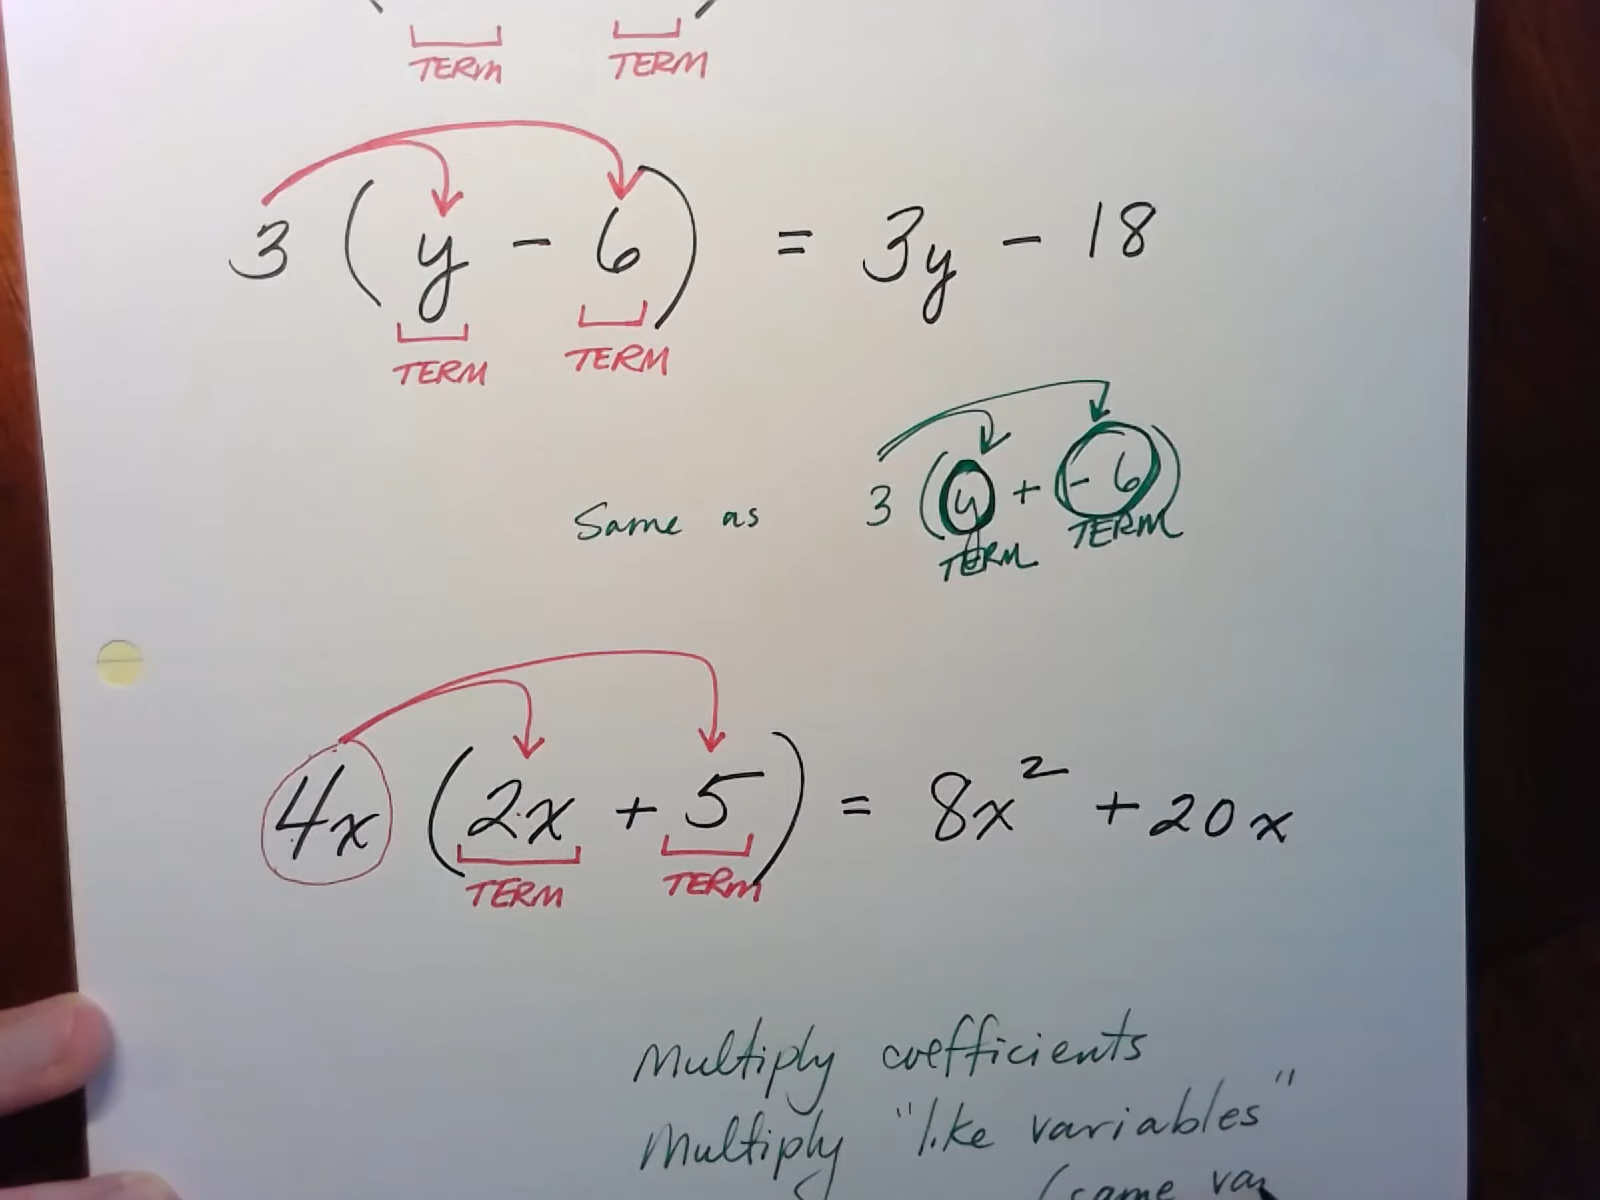 TERM TERM
3 (y - 6) = 3y - 18
TERM TERM
Same as 3 (y + -6)
TERM TERM
4x (2x + 5) = 8x² + 20x
TERM TERM
Multiply coefficients
Multiply "like variables"
(same